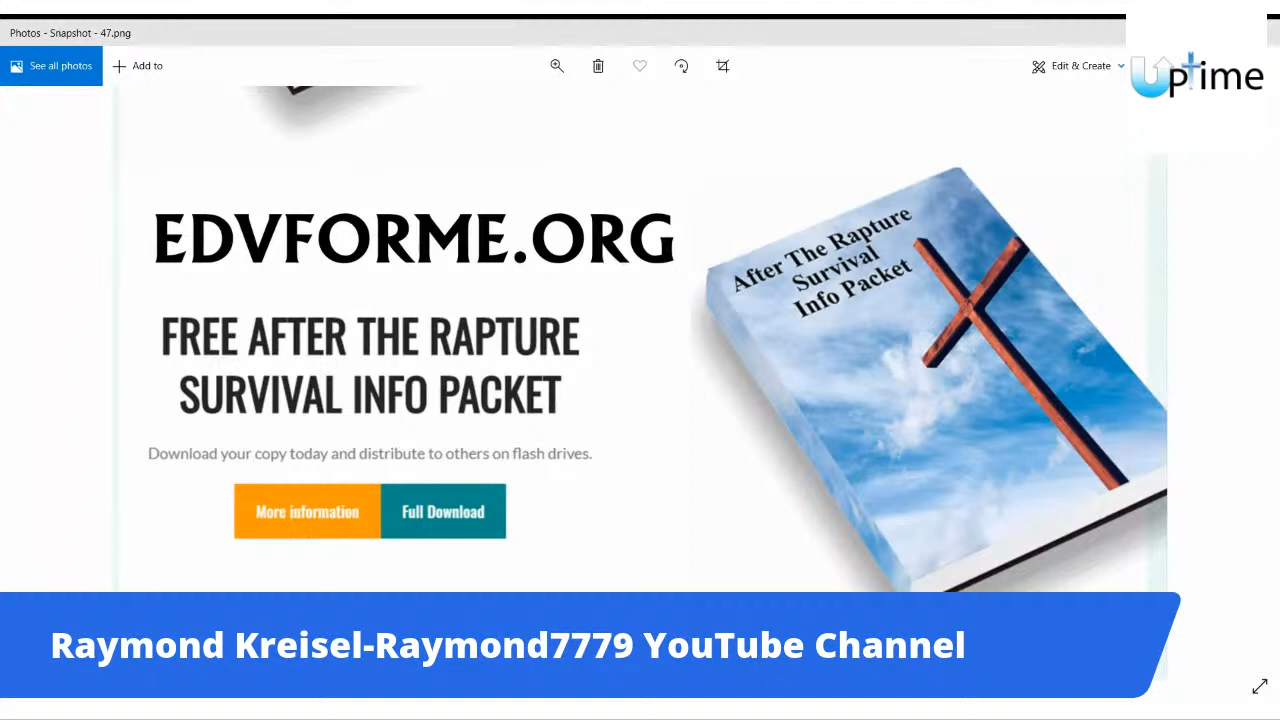 Photos - Snapshot - 47.png
See all photos
Add to
Edit & Create
Uptime
EDVFORME.ORG
After The Rapture
Survival
Info Packet
FREE AFTER THE RAPTURE
SURVIVAL INFO PACKET
Download your copy today and distribute to others on flash drives.
More information
Full Download
Raymond Kreisel-Raymond7779 YouTube Channel